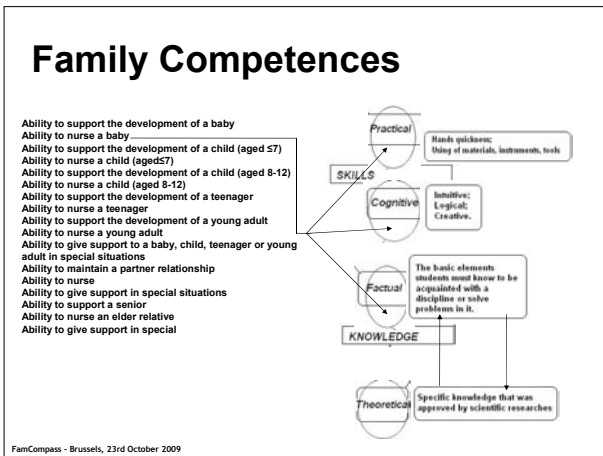 Family Competences
Ability to support the development of a baby
Ability to nurse a baby
Ability to support the development of a child (aged ≤7)
Ability to nurse a child (aged≤7)
Ability to support the development of a child (aged 8-12)
Ability to nurse a child (aged 8-12)
Ability to support the development of a teenager
Ability to nurse a teenager
Ability to support the development of a young adult
Ability to nurse a young adult
Ability to give support to a baby, child, teenager or young
adult in special situations
Ability to maintain a partner relationship
Ability to nurse
Ability to give support in special situations
Ability to support a senior
Ability to nurse an elder relative
Ability to give support in special
Practical
Hands quickness;
Using of materials, instruments, tools
SKILLS
Cognitive
Intuitive;
Logical;
Creative.
Factual
The basic elements
students must know to be
acquainted with a
discipline or solve
problems in it.
KNOWLEDGE
Theoretical
Specific knowledge that was
approved by scientific researches
FamCompass - Brussels, 23rd October 2009